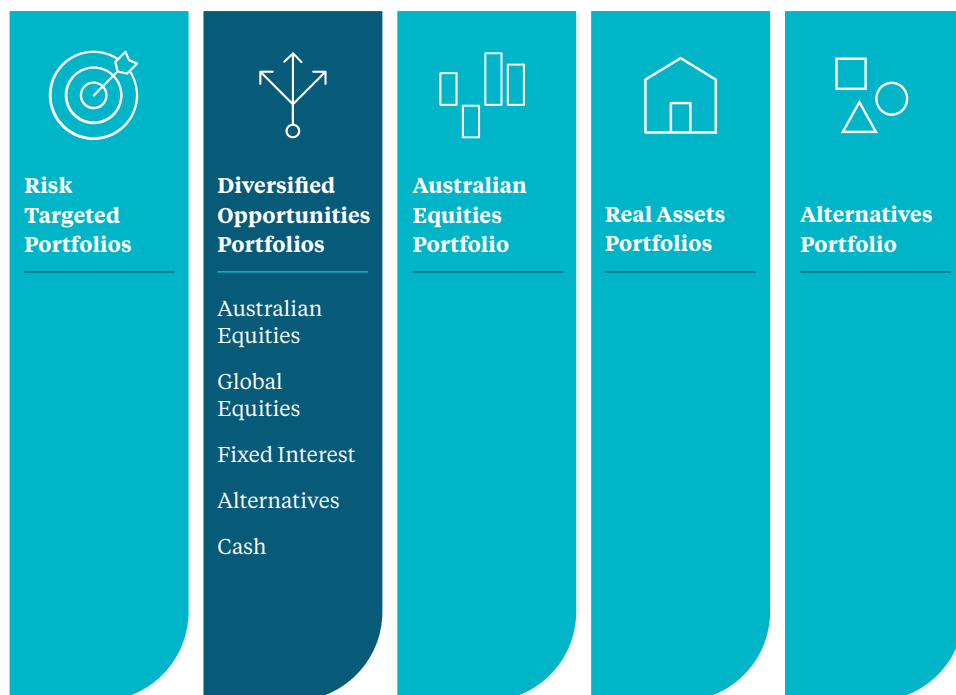 Risk
Targeted
Portfolios
Diversified
Opportunities
Portfolios
Australian
Equities
Global
Equities
Fixed Interest
Alternatives
Cash
Australian
Equities
Portfolio
Real Assets
Portfolios
Alternatives
Portfolio